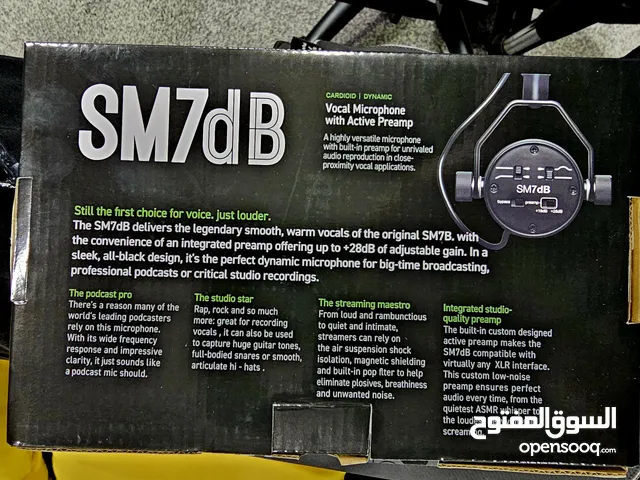 SM7dB
CARDIOID | DYNAMIC
Vocal Microphone
with Active Preamp
A highly versatile microphone
with built-in preamp for unrivaled
audio reproduction in close-
proximity vocal applications.
SM7dB
bypass
preamp
+18dB +28dB
Still the first choice for voice. just louder.
The SM7dB delivers the legendary smooth, warm vocals of the original SM7B. with
the convenience of an integrated preamp offering up to +28dB of adjustable gain. In a
sleek, all-black design, it's the perfect dynamic microphone for big-time broadcasting,
professional podcasts or critical studio recordings.
The podcast pro
There's a reason many of the
world's leading podcasters
rely on this microphone.
With its wide frequency
response and impressive
clarity, it just sounds like
a podcast mic should.
The studio star
Rap, rock and so much
more: great for recording
vocals , it can also be used
to capture huge guitar tones,
full-bodied snares or smooth,
articulate hi - hats .
The streaming maestro
From loud and rambunctious
to quiet and intimate,
streamers can rely on
the air suspension shock
isolation, magnetic shielding
and built-in pop flter to help
eliminate plosives, breathiness
and unwanted noise.
Integrated studio-
quality preamp
The built-in custom designed
active preamp makes the
SM7dB compatible with
virtually any XLR interface.
This custom low-noise
preamp ensures perfect
audio every time, from the
quietest ASMR whisper to
the loud
screaming.
السوق المفتوح
opensooq.com